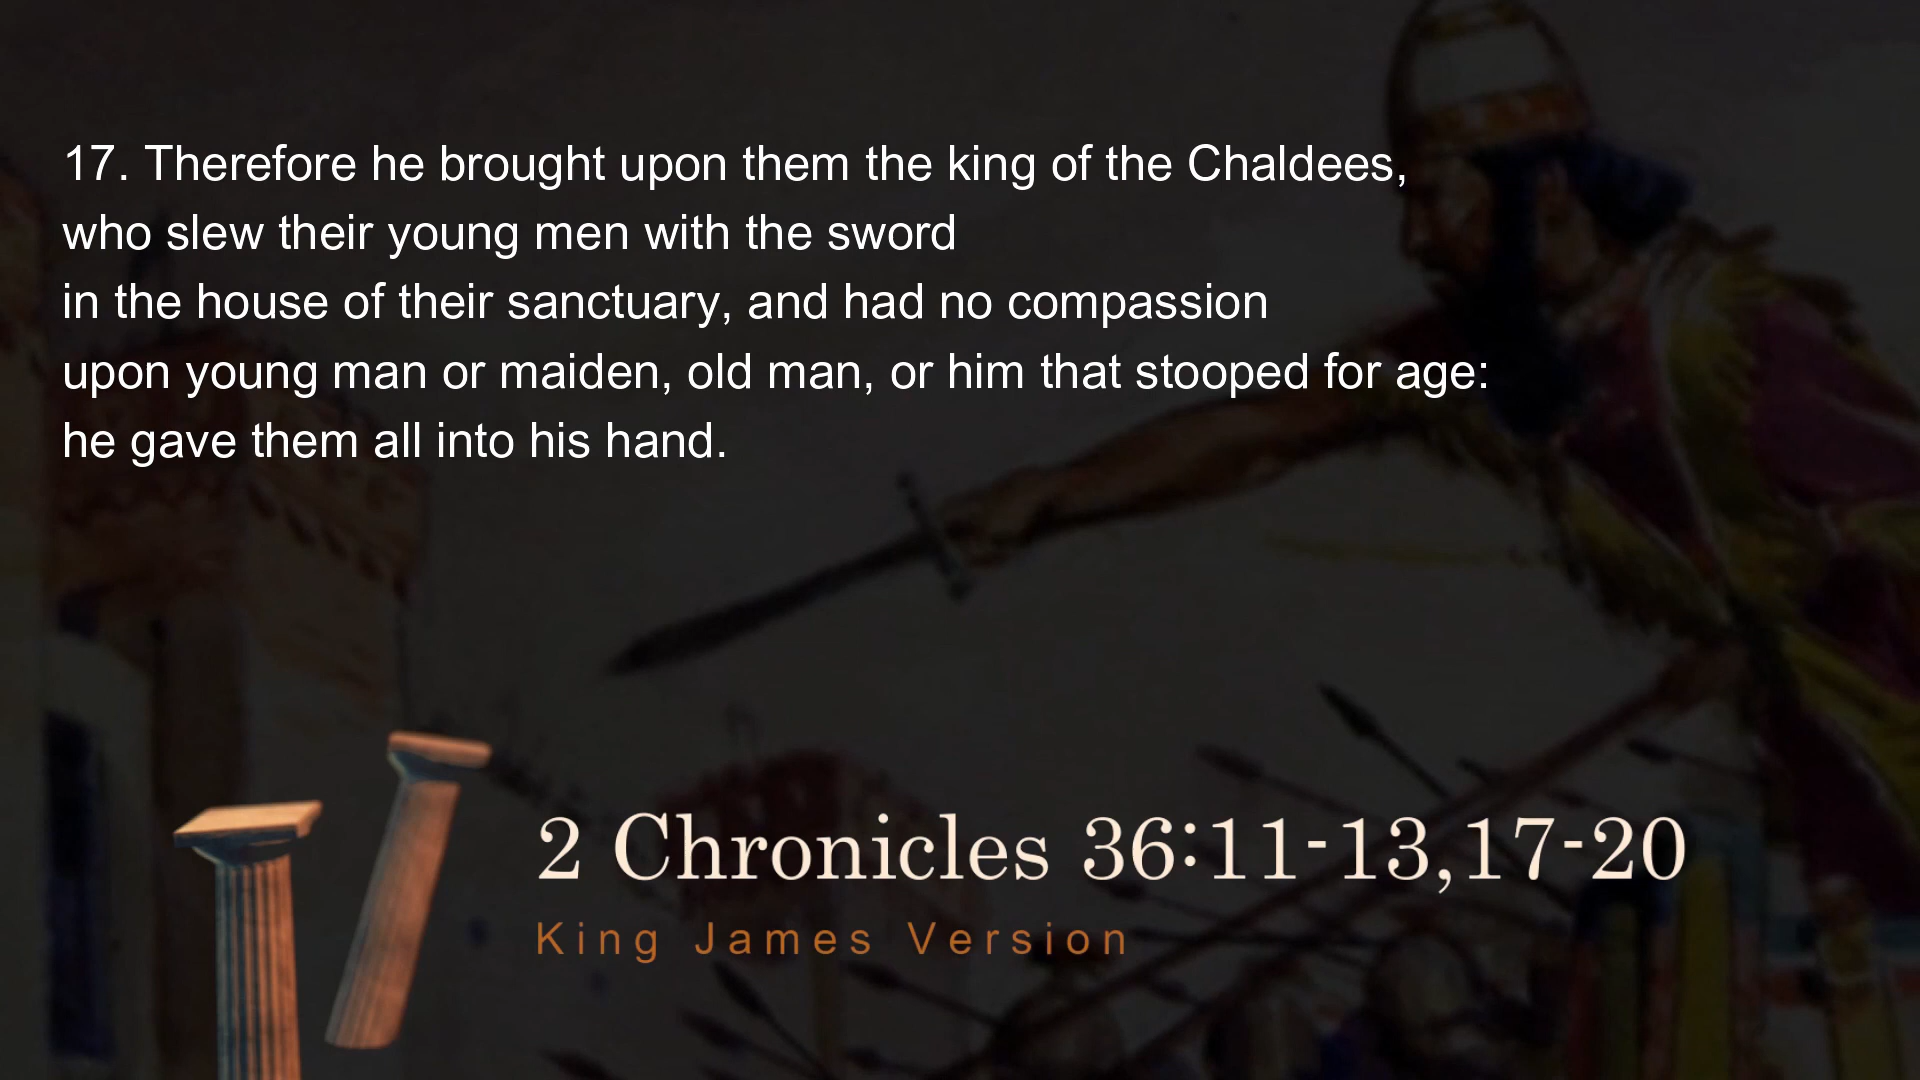 17. Therefore he brought upon them the king of the Chaldees,
who slew their young men with the sword
in the house of their sanctuary, and had no compassion
upon young man or maiden, old man, or him that stooped for age:
he gave them all into his hand.
2 Chronicles 36:11-13,17-20
King James Version